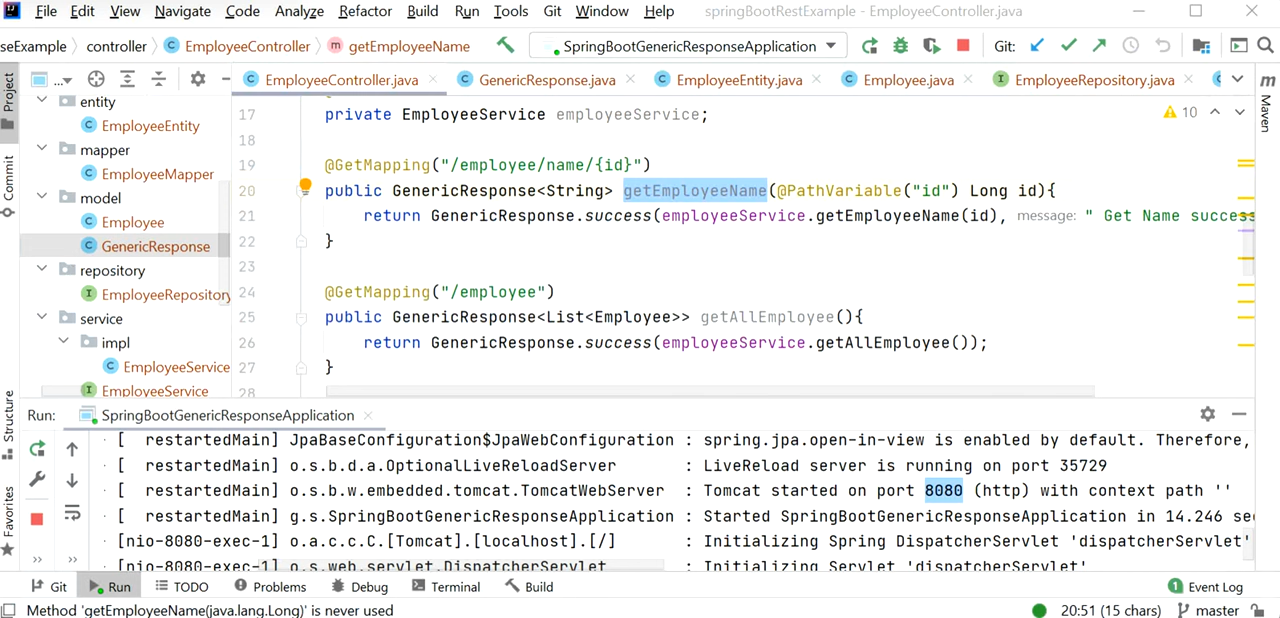 File Edit View Navigate Code Analyze Refactor Build Run Tools Git Window Help springBootRestExample - EmployeeController.java
seExample controller EmployeeController getEmployeeName SpringBootGenericResponseApplication Git:
... EmployeeController.java GenericResponse.java EmployeeEntity.java Employee.java EmployeeRepository.java
Project
Commit
Structure
Favorites
Maven
entity
EmployeeEntity
mapper
EmployeeMapper
model
Employee
GenericResponse
repository
EmployeeRepository
service
impl
EmployeeService
EmployeeService
10
17 private EmployeeService employeeService;
18
19 @GetMapping("/employee/name/{id}")
20 public GenericResponse<String> getEmployeeName(@PathVariable("id") Long id){
21 return GenericResponse.success(employeeService.getEmployeeName(id), message: " Get Name success
22 }
23
24 @GetMapping("/employee")
25 public GenericResponse<List<Employee>> getAllEmployee(){
26 return GenericResponse.success(employeeService.getAllEmployee());
27 }
28
Run: SpringBootGenericResponseApplication
[ restartedMain] JpaBaseConfiguration$JpaWebConfiguration : spring.jpa.open-in-view is enabled by default. Therefore,
[ restartedMain] o.s.b.d.a.OptionalLiveReloadServer : LiveReload server is running on port 35729
[ restartedMain] o.s.b.w.embedded.tomcat.TomcatWebServer : Tomcat started on port 8080 (http) with context path ''
[ restartedMain] g.s.SpringBootGenericResponseApplication : Started SpringBootGenericResponseApplication in 14.246 sec
[nio-8080-exec-1] o.a.c.c.C.[Tomcat].[localhost].[/] : Initializing Spring DispatcherServlet 'dispatcherServlet'
[nio-8080-exec-1] o.s.web.servlet.DispatcherServlet : Initializing Servlet 'dispatcherServlet'
Git Run TODO Problems Debug Terminal Build 1 Event Log
Method 'getEmployeeName(java.lang.Long)' is never used 20:51 (15 chars) master